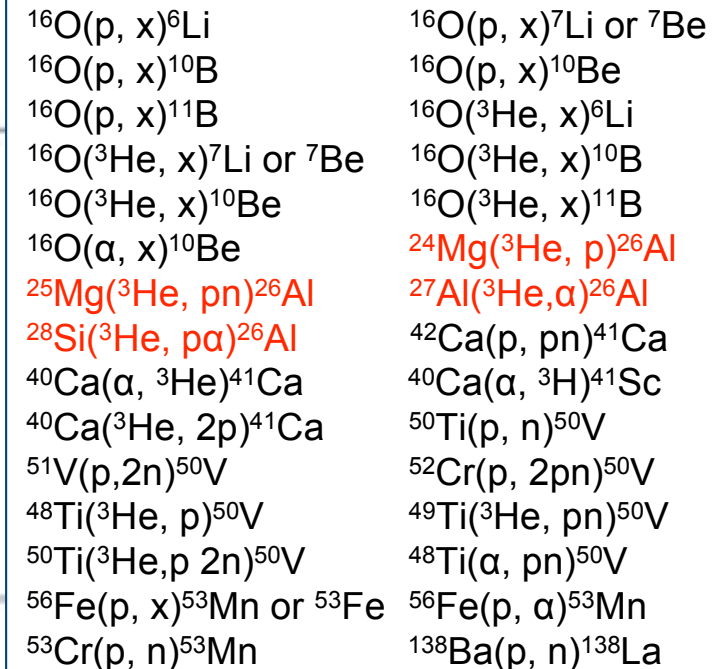 ¹⁶O(p, x)⁶Li ¹⁶O(p, x)⁷Li or ⁷Be
¹⁶O(p, x)¹⁰B ¹⁶O(p, x)¹⁰Be
¹⁶O(p, x)¹¹B ¹⁶O(³He, x)⁶Li
¹⁶O(³He, x)⁷Li or ⁷Be ¹⁶O(³He, x)¹⁰B
¹⁶O(³He, x)¹⁰Be ¹⁶O(³He, x)¹¹B
¹⁶O(α, x)¹⁰Be ²⁴Mg(³He, p)²⁶Al
²⁵Mg(³He, pn)²⁶Al ²⁷Al(³He,α)²⁶Al
²⁸Si(³He, pα)²⁶Al ⁴²Ca(p, pn)⁴¹Ca
⁴⁰Ca(α, ³He)⁴¹Ca ⁴⁰Ca(α, ³H)⁴¹Sc
⁴⁰Ca(³He, 2p)⁴¹Ca ⁵⁰Ti(p, n)⁵⁰V
⁵¹V(p,2n)⁵⁰V ⁵²Cr(p, 2pn)⁵⁰V
⁴⁸Ti(³He, p)⁵⁰V ⁴⁹Ti(³He, pn)⁵⁰V
⁵⁰Ti(³He,p 2n)⁵⁰V ⁴⁸Ti(α, pn)⁵⁰V
⁵⁶Fe(p, x)⁵³Mn or ⁵³Fe ⁵⁶Fe(p, α)⁵³Mn
⁵³Cr(p, n)⁵³Mn ¹³⁸Ba(p, n)¹³⁸La